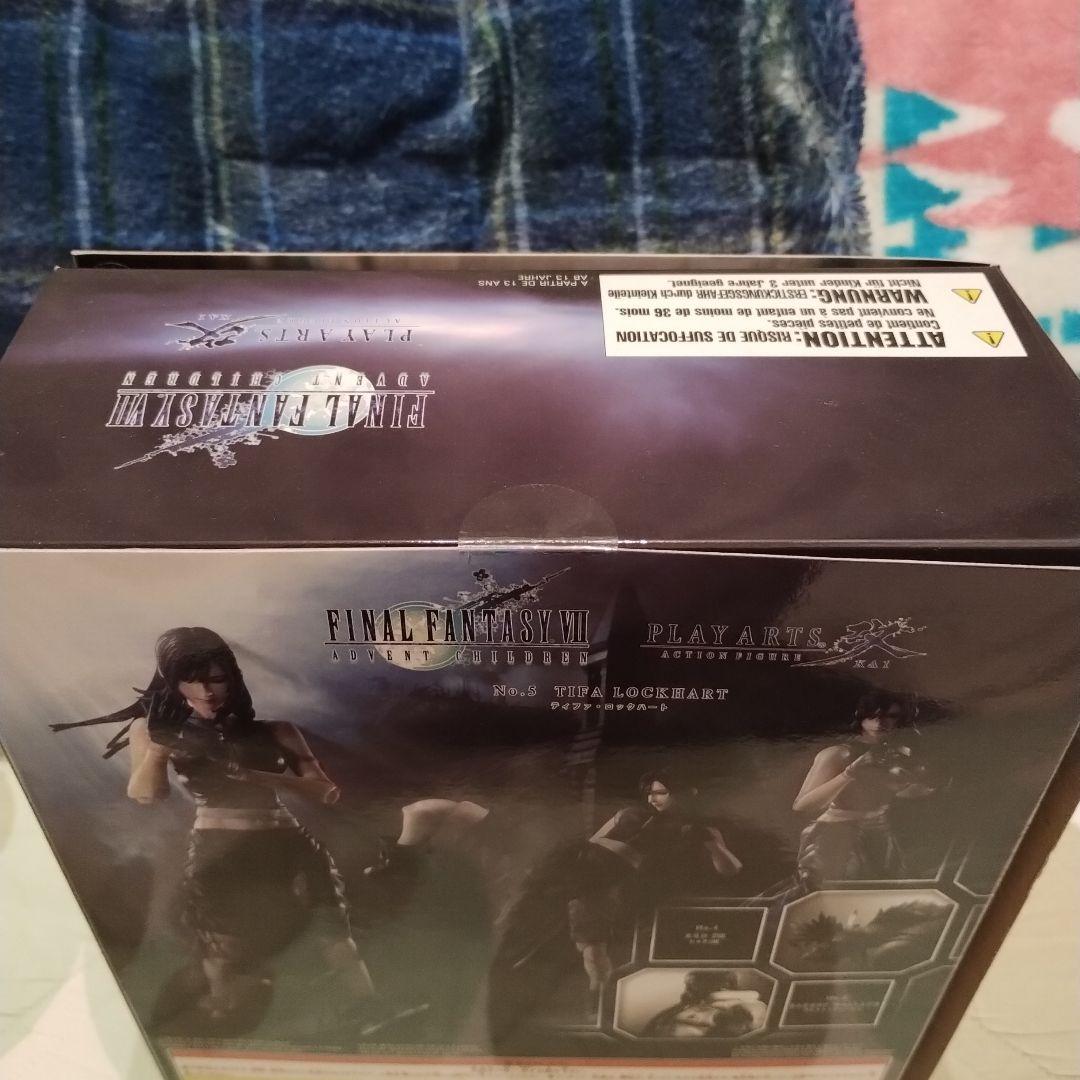 A PARTIR DE 13 ANS
AB 13 JAHRE
ATTENTION: RISQUE DE SUFFOCATION
Contient de petites pièces.
Ne convient pas à un enfant de moins de 36 mois.
WARNUNG: ERSTICKUNGSGEFAHR durch Kleinteile
Nicht für Kinder unter 3 Jahre geeignet.
PLAY ARTS
ACTION FIGURE
KAI
FINAL FANTASY VII
ADVENT CHILDREN
FINAL FANTASY VII
ADVENT CHILDREN
PLAY ARTS
ACTION FIGURE
KAI
No.5 TIFA LOCKHART
ティファ・ロックハート